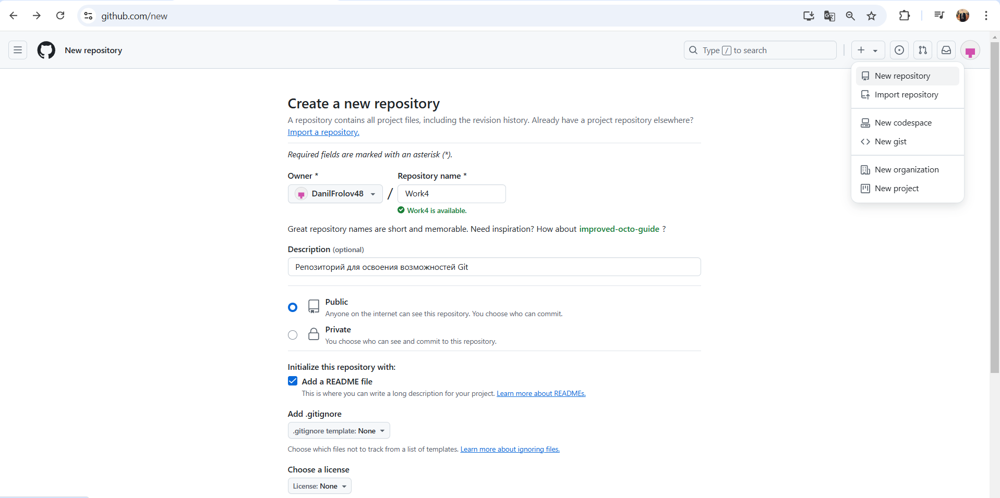 github.com/new
New repository
Type / to search
New repository
Import repository
New codespace
New gist
New organization
New project
Create a new repository
A repository contains all project files, including the revision history. Already have a project repository elsewhere?
Import a repository.
Required fields are marked with an asterisk (*).
Owner *
Repository name *
DanilFrolov48
/
Work4
Work4 is available.
Great repository names are short and memorable. Need inspiration? How about improved-octo-guide ?
Description (optional)
Репозиторий для освоения возможностей Git
Public
Anyone on the internet can see this repository. You choose who can commit.
Private
You choose who can see and commit to this repository.
Initialize this repository with:
Add a README file
This is where you can write a long description for your project. Learn more about READMEs.
Add .gitignore
.gitignore template: None
Choose which files not to track from a list of templates. Learn more about ignoring files.
Choose a license
License: None